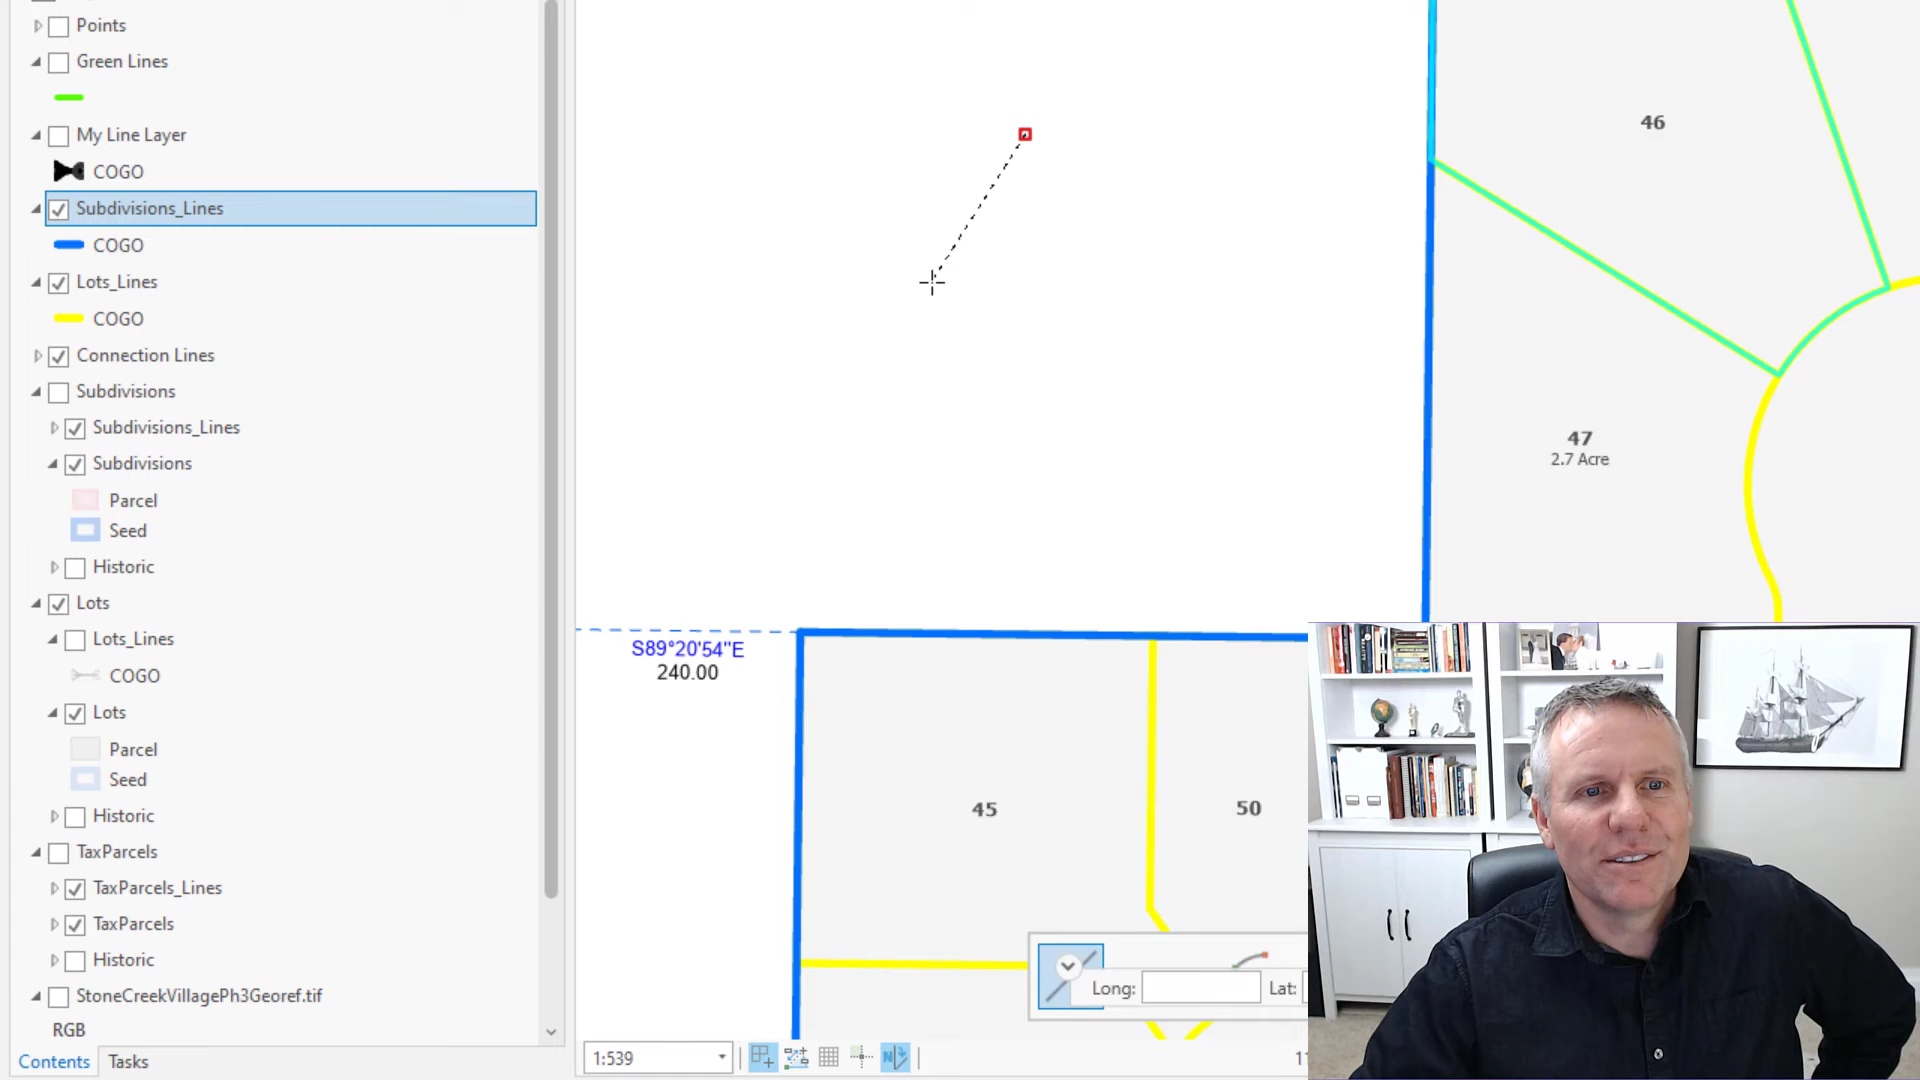 Points
Green Lines
My Line Layer
COGO
Subdivisions_Lines
COGO
Lots_Lines
COGO
Connection Lines
Subdivisions
Subdivisions_Lines
Subdivisions
Parcel
Seed
Historic
Lots
Lots_Lines
COGO
Lots
Parcel
Seed
Historic
TaxParcels
TaxParcels_Lines
TaxParcels
Historic
StoneCreekVillagePh3Georef.tif
RGB
Contents
Tasks
46
47
2.7 Acre
S89°20'54"E
240.00
45
50
Long:
Lat:
1:539
N